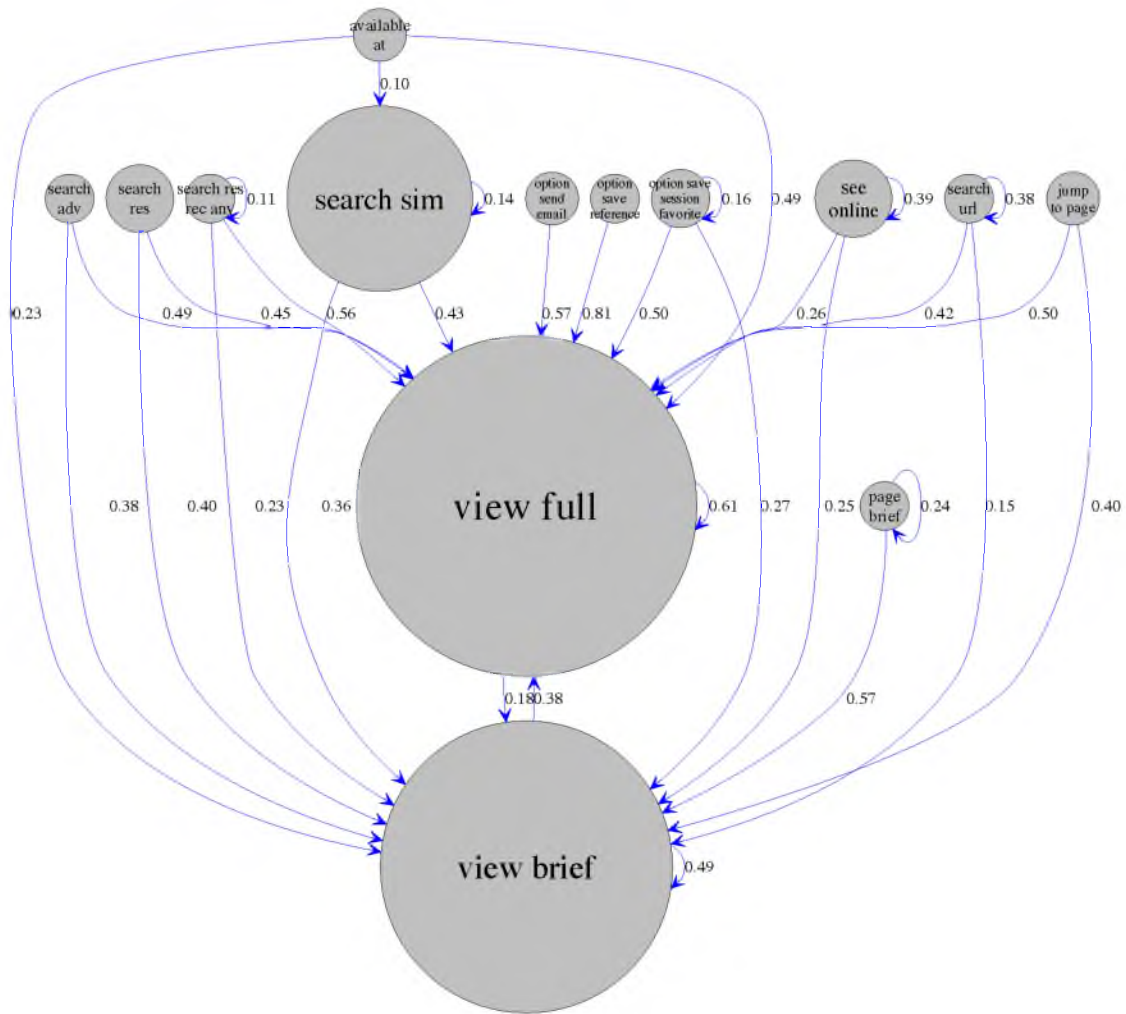 available
at
0.10
search
adv
search
res
search res
rec any
0.11
search sim
0.14
option
send
email
option
save
reference
option save
session
favorite
0.16
0.49
see
online
0.39
search
url
0.38
jump
to page
0.23
0.49
0.45
0.56
0.43
0.57
0.81
0.50
0.26
0.42
0.50
0.38
0.40
0.23
0.36
view full
0.61
0.27
0.25
page
brief
0.24
0.15
0.40
0.18
0.38
0.57
view brief
0.49